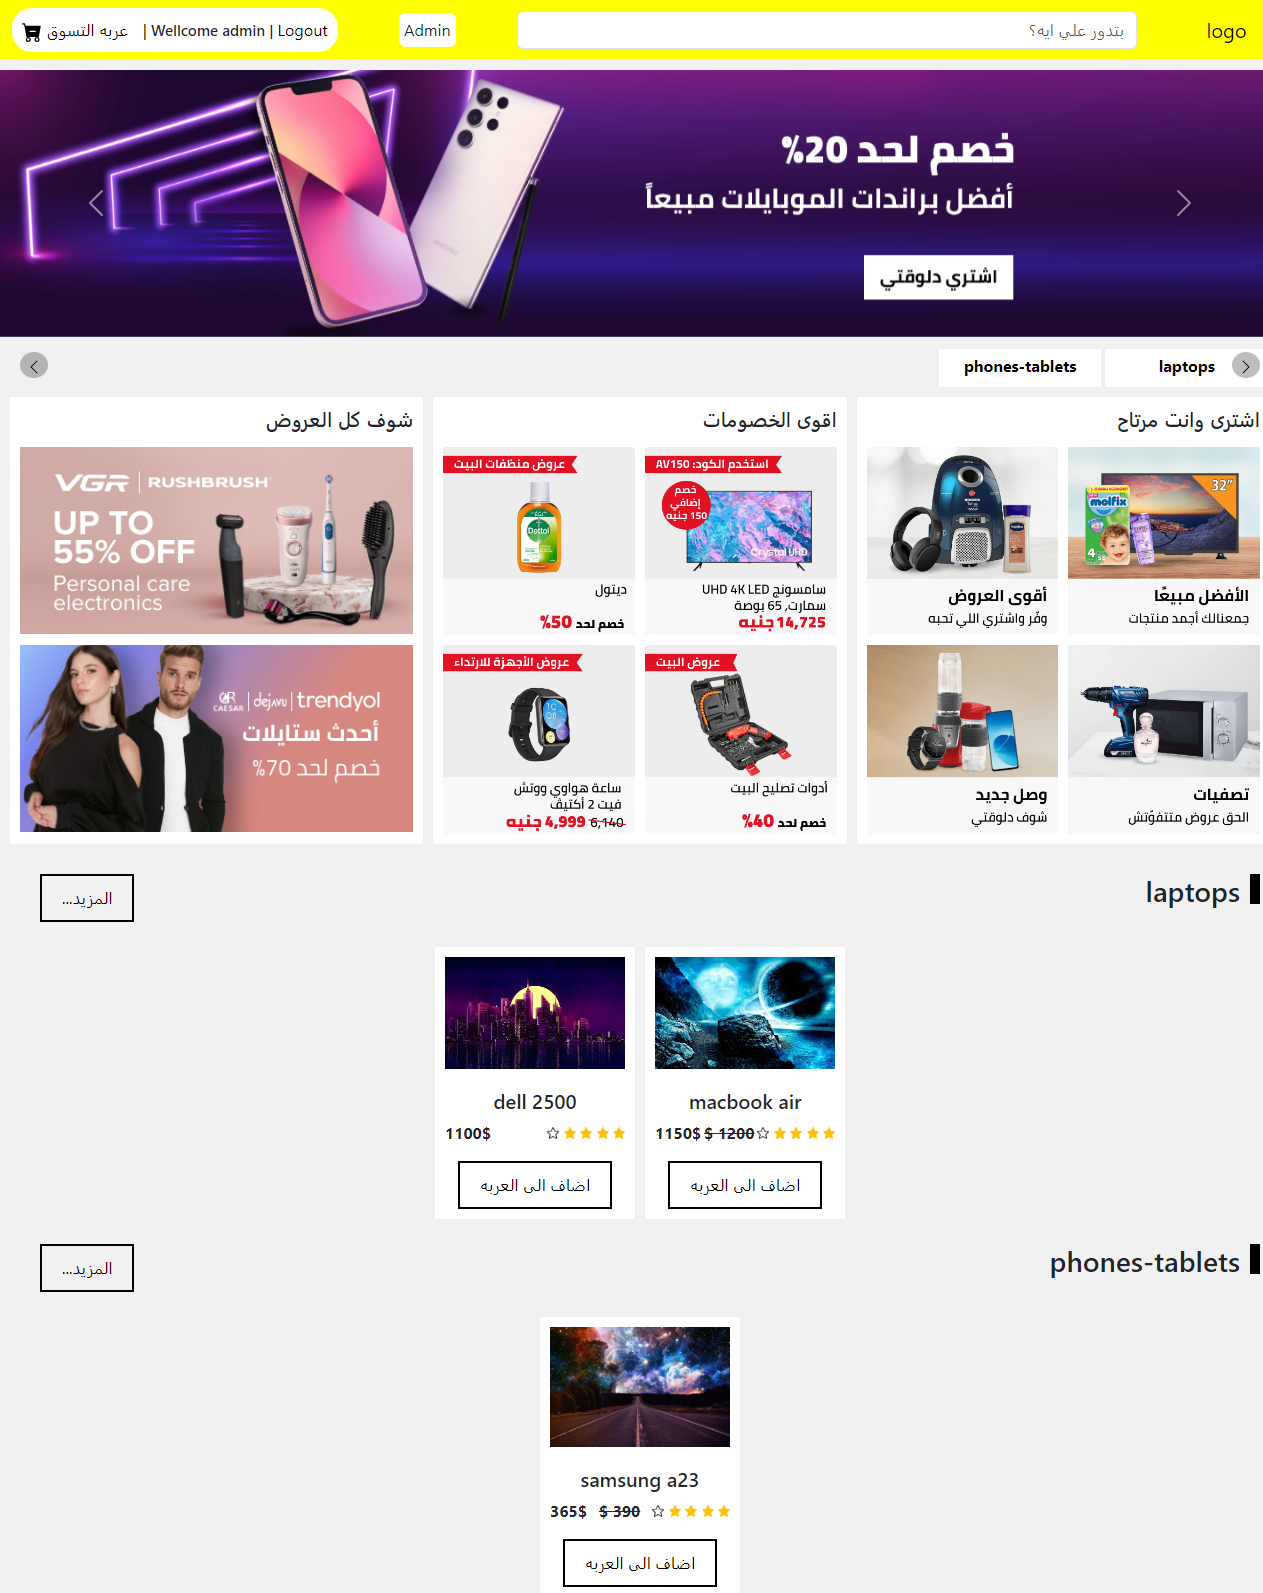 logo
بتدور علي ايه؟
Admin
عربه التسوق | Wellcome admin | Logout
خصم لحد 20%
أفضل براندات الموبايلات مبيعاً
اشتري دلوقتي
laptops
phones-tablets
اشترى وانت مرتاح
32"
molfix
4
الأفضل مبيعًا
جمعنالك أجمد منتجات
أقوى العروض
وفّر واشتري اللي تحبه
تصفيات
الحق عروض متتفوّتش
وصل جديد
شوف دلوقتي
اقوى الخصومات
استخدم الكود: AV150
خصم
إضافي
150 جنيه
Crystal UHD
سامسونج UHD 4K LED
سمارت, 65 بوصة
14,725 جنيه
عروض منظفات البيت
Dettol
ديتول
خصم لحد 50%
عروض البيت
أدوات تصليح البيت
خصم لحد 40%
عروض الأجهزة للارتداء
ساعة هواوي ووتش
فيت 2 أكتيف
6,140 4,999 جنيه
شوف كل العروض
VGR | RUSHBRUSH
UP TO
55% OFF
Personal care
electronics
CAESAR | dejavu | trendyol
أحدث ستايلات
خصم لحد 70%
laptops
المزيد...
macbook air
1150$ $ 1200
اضاف الى العربه
dell 2500
1100$
اضاف الى العربه
phones-tablets
المزيد...
samsung a23
365$ $ 390
اضاف الى العربه